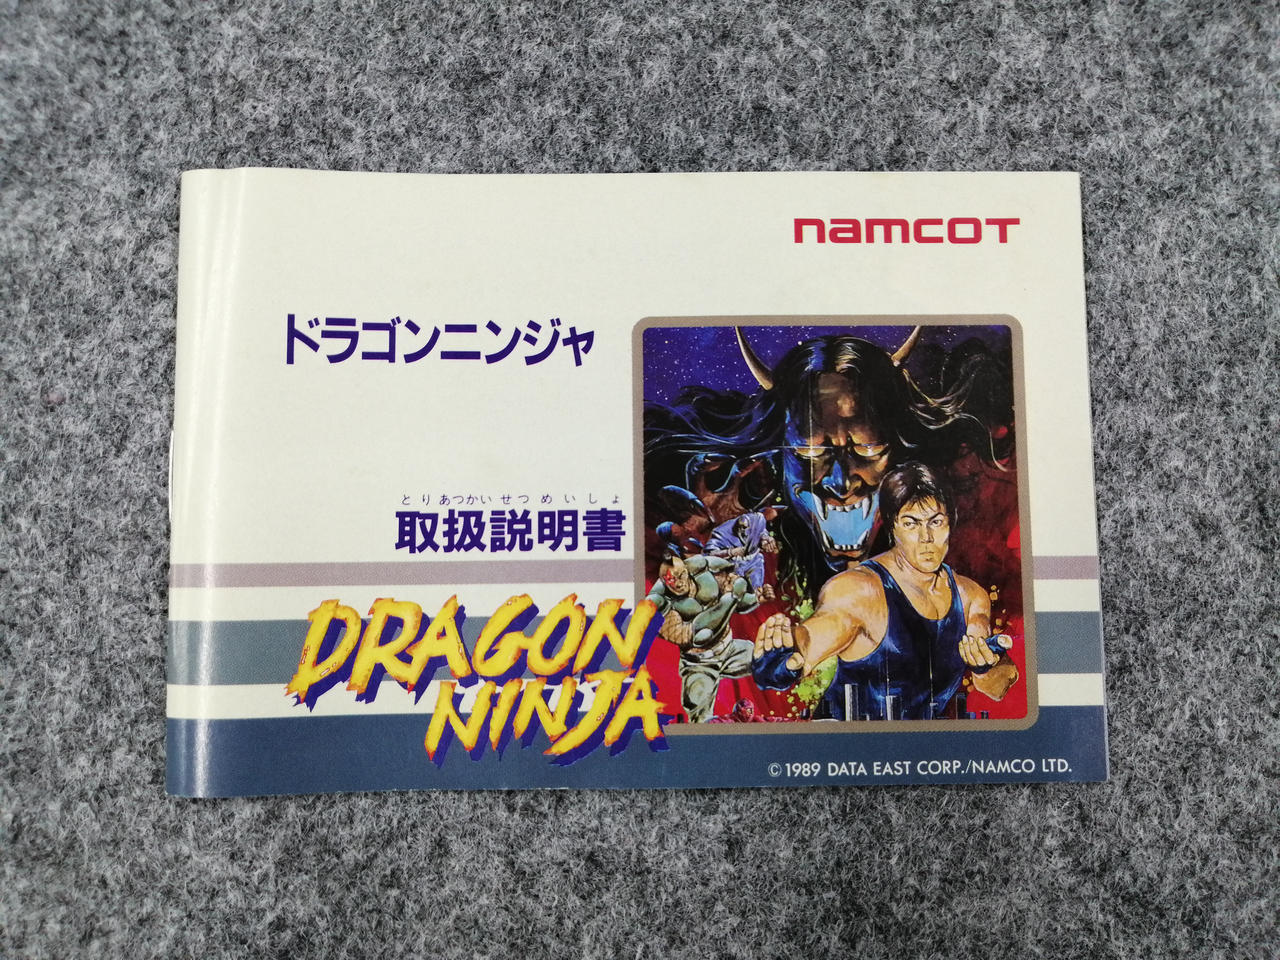 namcoT
ドラゴンニンジャ
とりあつかいせつめいしょ
取扱説明書
DRAGON
NINJA
© 1989 DATA EAST CORP./NAMCO LTD.